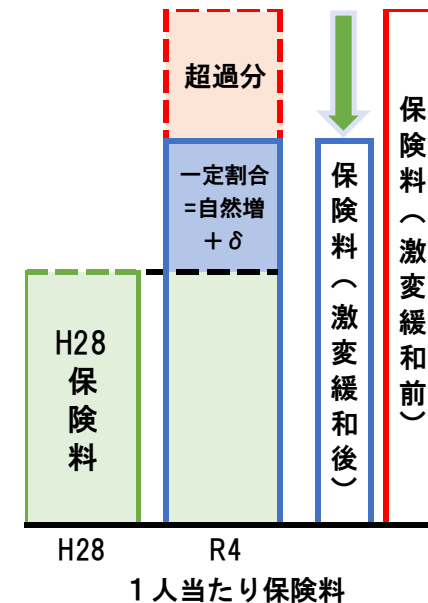 超過分
一定割合
=自然増
+δ
H28
保険料
保険料(激変緩和後)
保険料(激変緩和前)
H28
R4
1人当たり保険料